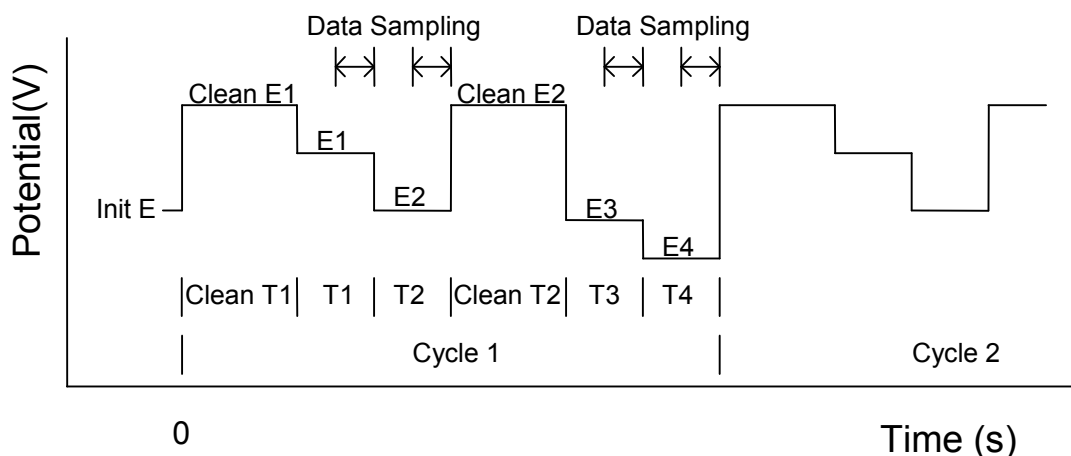 Data Sampling Data Sampling
Potential(V)
Clean E1 Clean E2
E1
Init E
E2
E3
E4
Clean T1 T1 T2 Clean T2 T3 T4
Cycle 1 Cycle 2
0
Time (s)